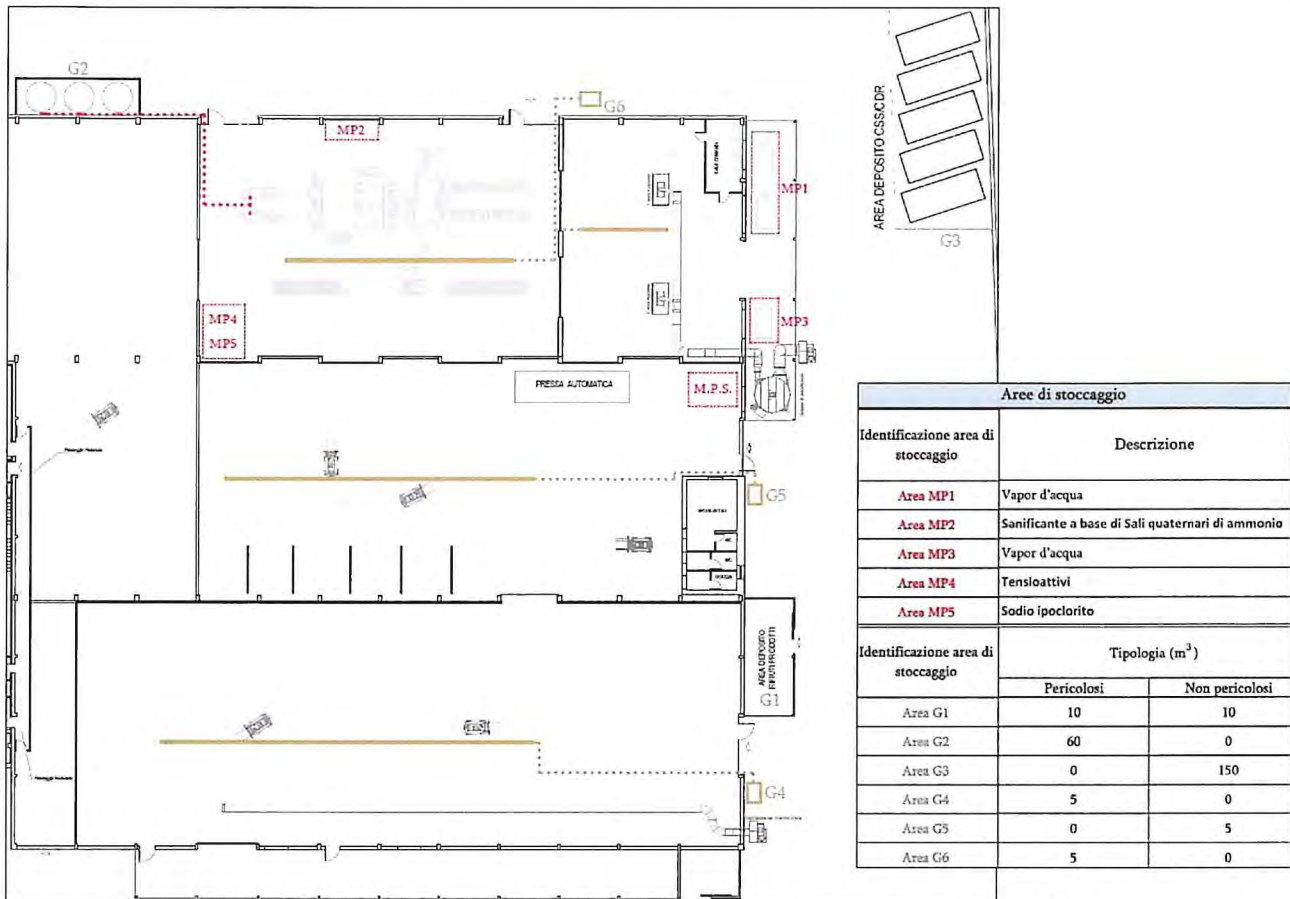 G2
G6
MP2
MP1
AREA DEPOSITO CSS/CDR
G3
MP4
MP5
MP3
PRESSA AUTOMATICA
M.P.S.
G5
WC
WC
AREA DEPOSITO
RIFIUTI PRODOTTI
G1
G4
Aree di stoccaggio
Identificazione area di stoccaggio
Descrizione
Area MP1 Vapor d'acqua
Area MP2 Sanificante a base di Sali quaternari di ammonio
Area MP3 Vapor d'acqua
Area MP4 Tensioattivi
Area MP5 Sodio ipoclorito
Identificazione area di stoccaggio
Tipologia (m³)
Pericolosi Non pericolosi
Area G1 10 10
Area G2 60 0
Area G3 0 150
Area G4 5 0
Area G5 0 5
Area G6 5 0